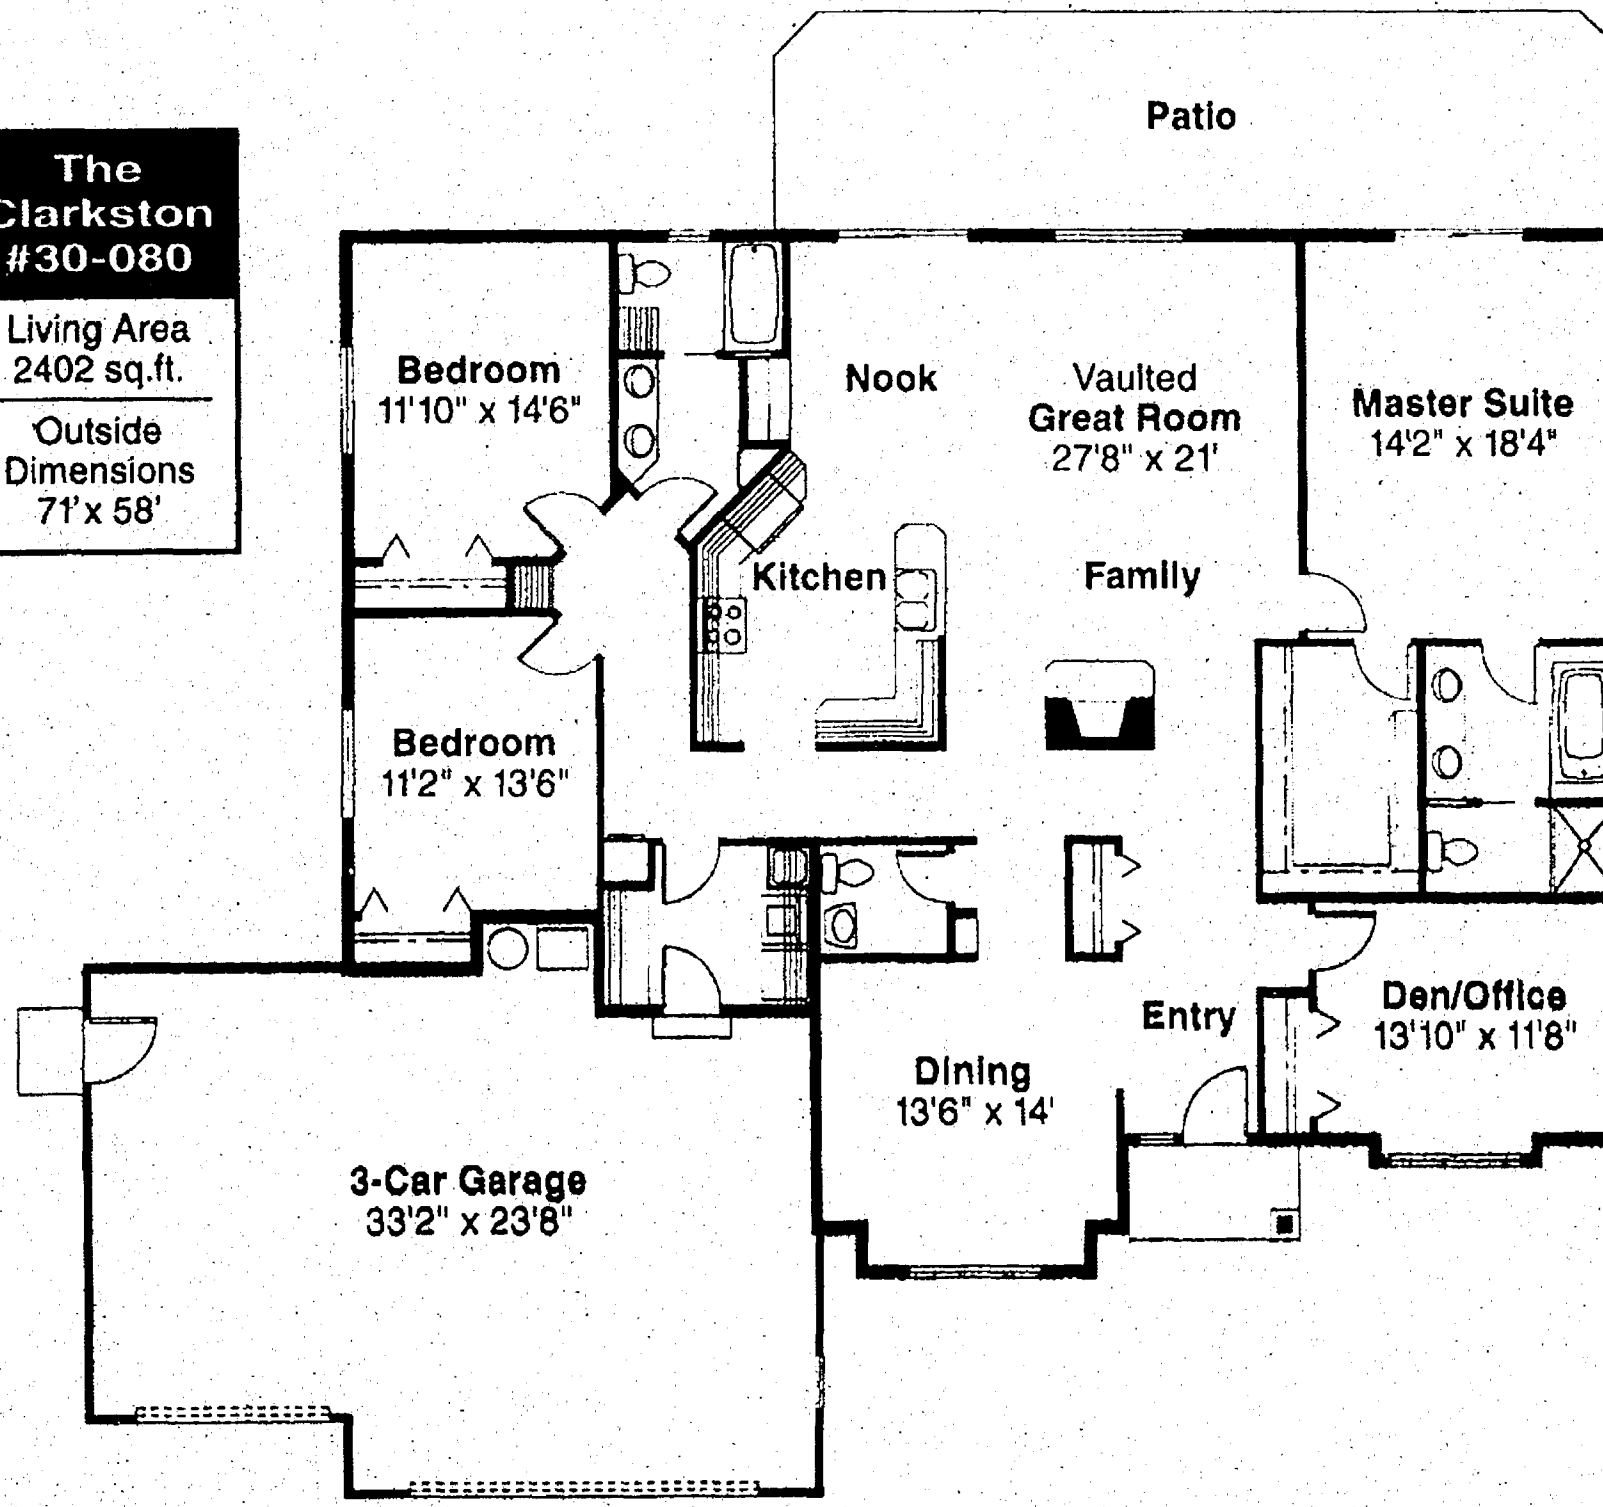 The
Clarkston
#30-080
Living Area
2402 sq.ft.
Outside
Dimensions
71' x 58'
Patio
Bedroom
11'10" x 14'6"
Nook
Vaulted
Great Room
27'8" x 21'
Master Suite
14'2" x 18'4"
Kitchen
Family
Bedroom
11'2" x 13'6"
Entry
Den/Office
13'10" x 11'8"
Dining
13'6" x 14'
3-Car Garage
33'2" x 23'8"